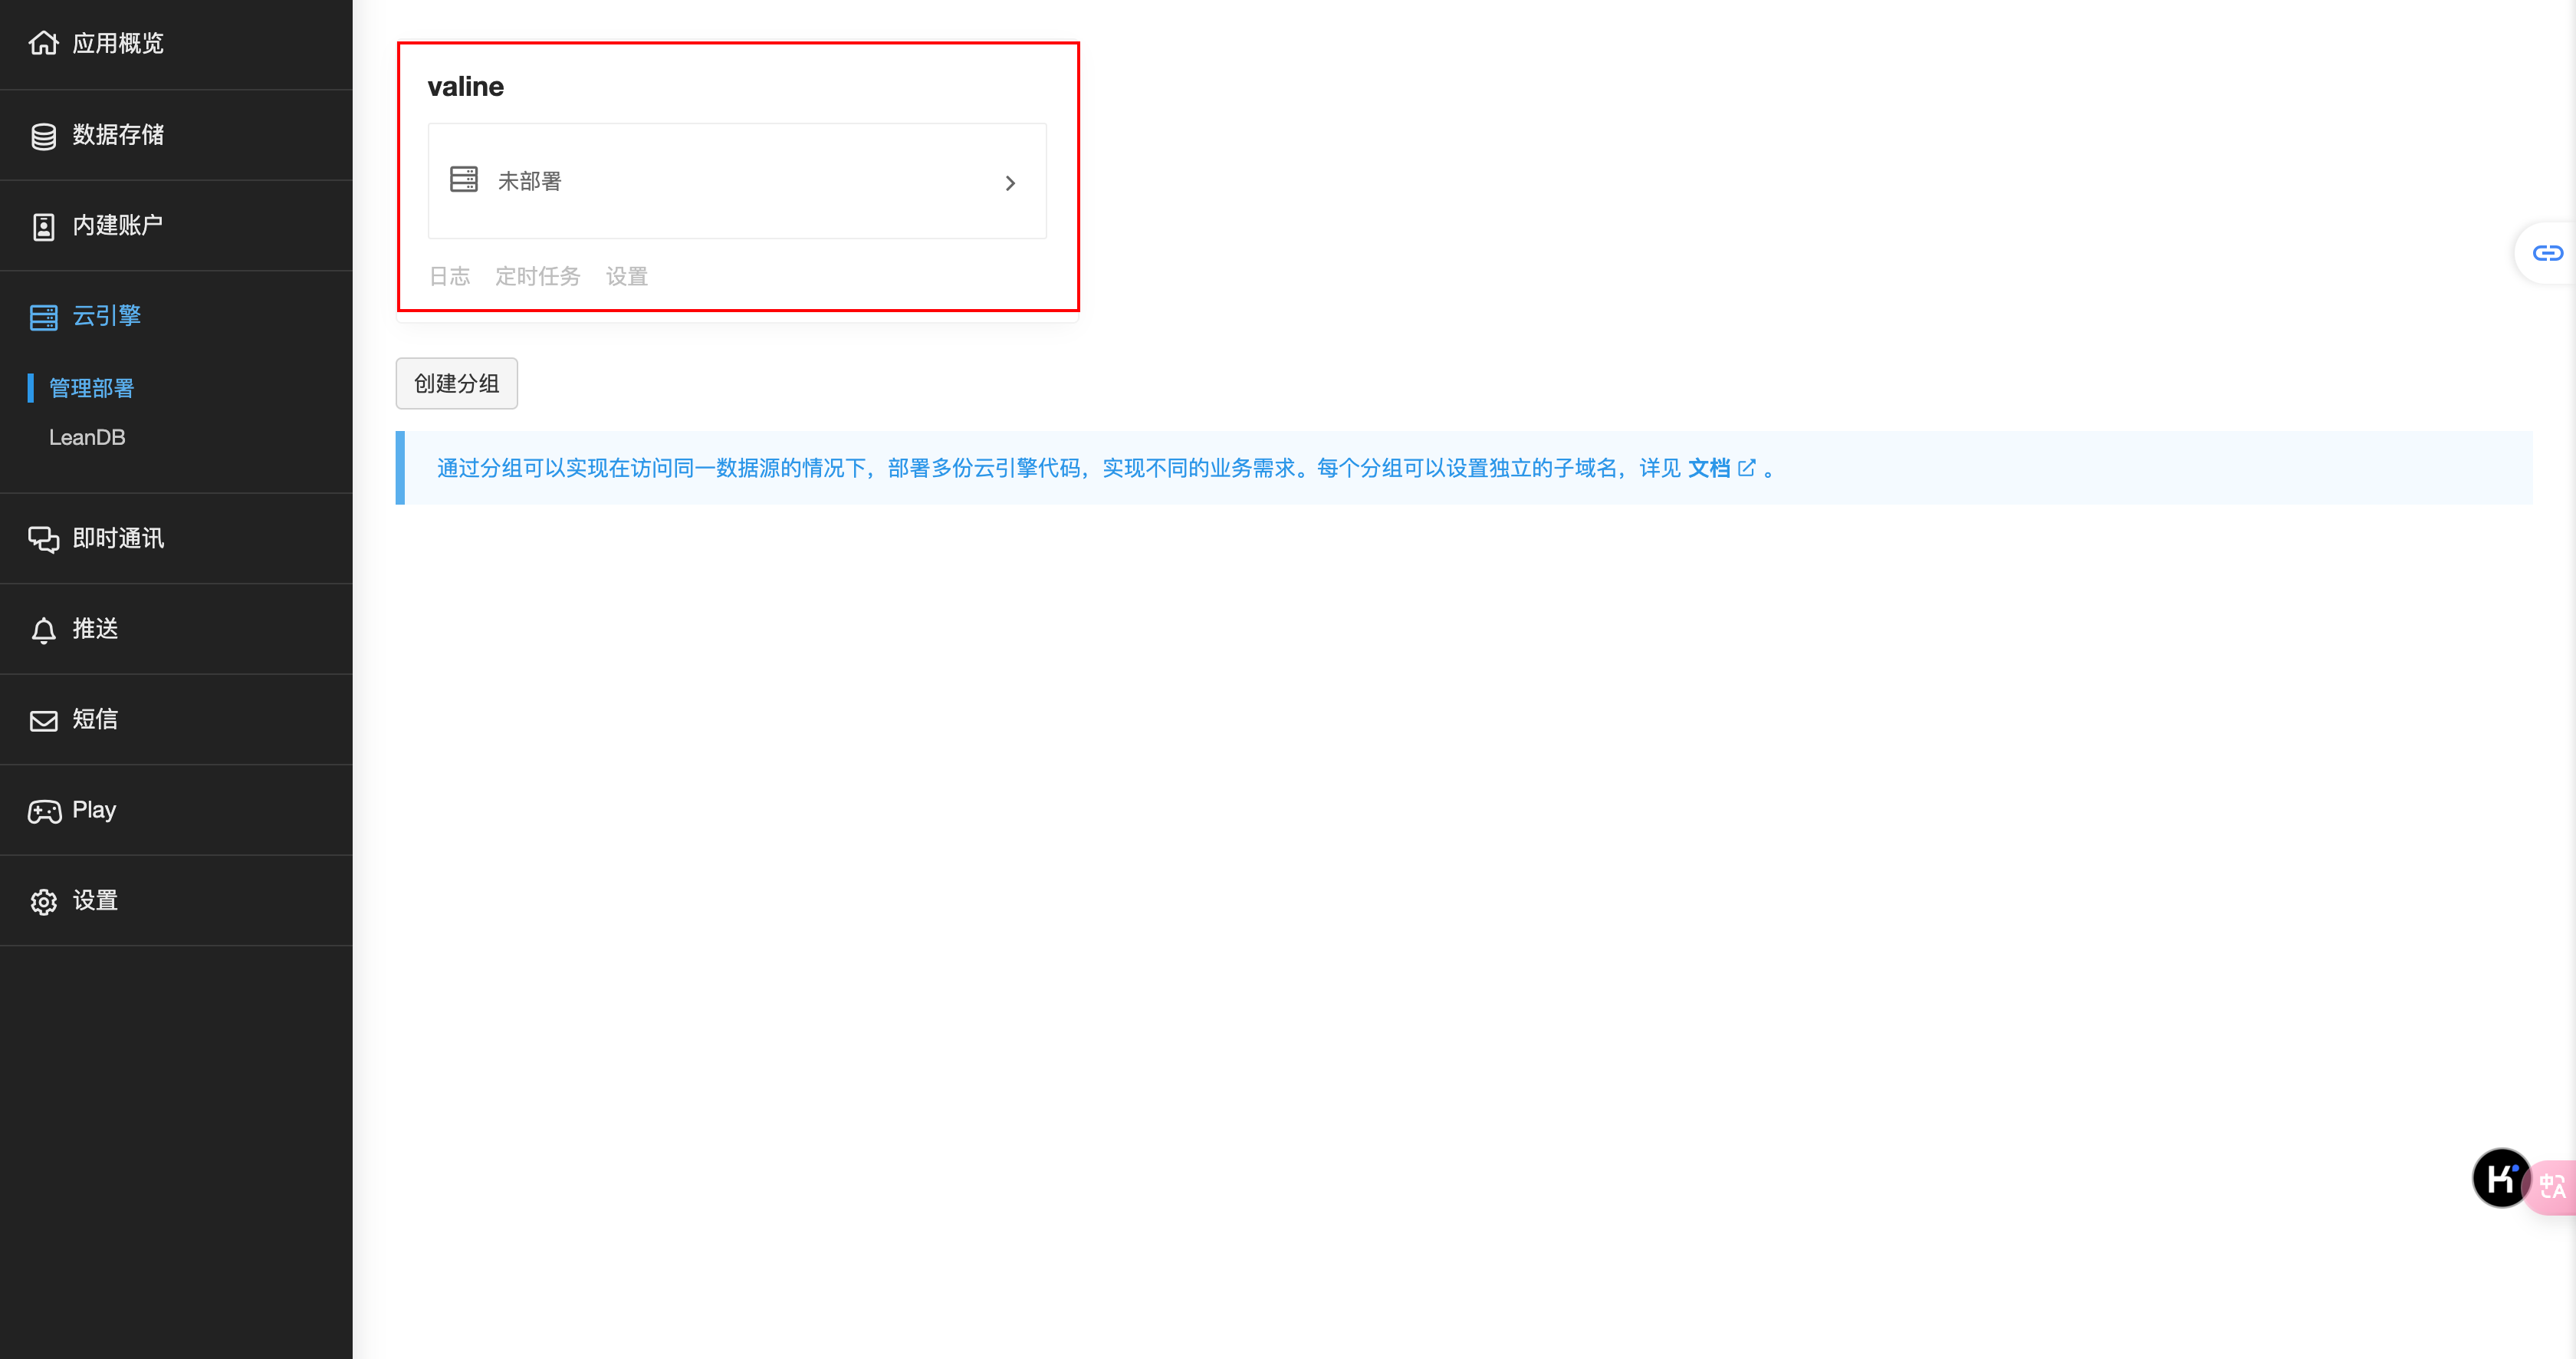 应用概览
数据存储
内建账户
云引擎
管理部署
LeanDB
即时通讯
推送
短信
Play
设置
valine
未部署
日志 定时任务 设置
创建分组
通过分组可以实现在访问同一数据源的情况下，部署多份云引擎代码，实现不同的业务需求。每个分组可以设置独立的子域名，详见 文档 。
K
中A